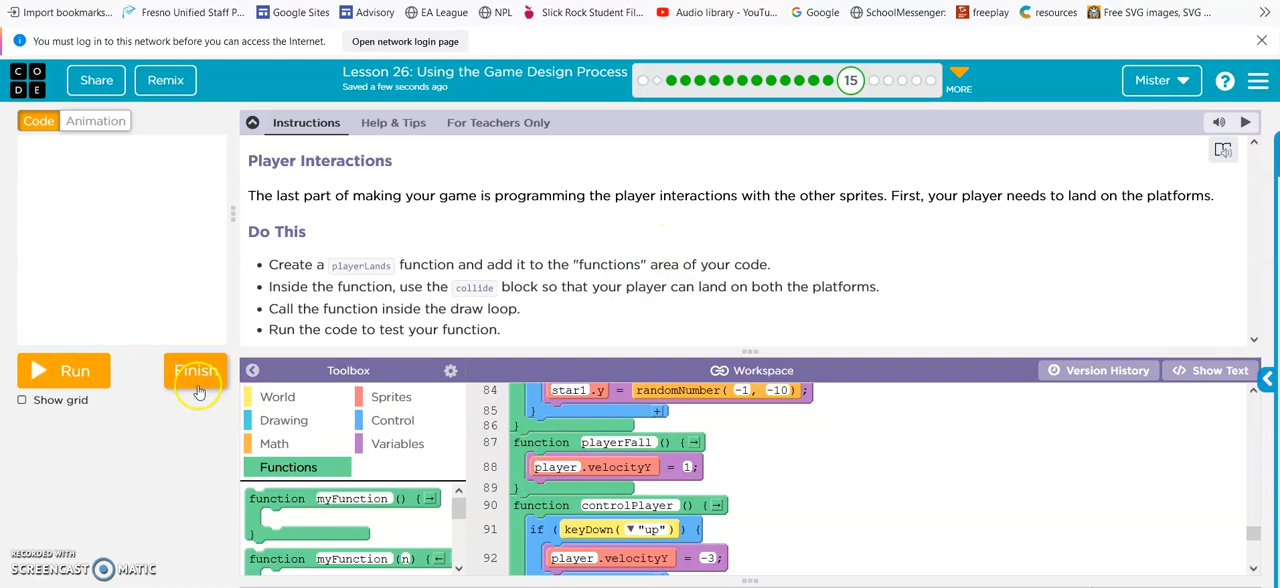 Import bookmarks... Fresno Unified Staff P... Google Sites Advisory EA League NPL Slick Rock Student Fil... Audio library - YouTu... Google SchoolMessenger: freeplay resources Free SVG images, SVG ...
You must log in to this network before you can access the Internet. Open network login page
C O D E Share Remix Lesson 26: Using the Game Design Process 15 MORE Mister ?
Saved a few seconds ago
Code Animation Instructions Help & Tips For Teachers Only
Player Interactions
The last part of making your game is programming the player interactions with the other sprites. First, your player needs to land on the platforms.
Do This
• Create a playerLands function and add it to the "functions" area of your code.
• Inside the function, use the collide block so that your player can land on both the platforms.
• Call the function inside the draw loop.
• Run the code to test your function.
Run Finish Toolbox Workspace Version History </> Show Text
Show grid
World Sprites
Drawing Control
Math Variables
Functions
function myFunction () {
}
function myFunction (n) {
84 star1.y = randomNumber( -1, -10);
85 }
86 }
87 function playerFall () {
88 player.velocityY = 1;
89 }
90 function controlPlayer () {
91 if (keyDown( "up")) {
92 player.velocityY = -3;
RECORDED WITH
SCREENCAST MATIC